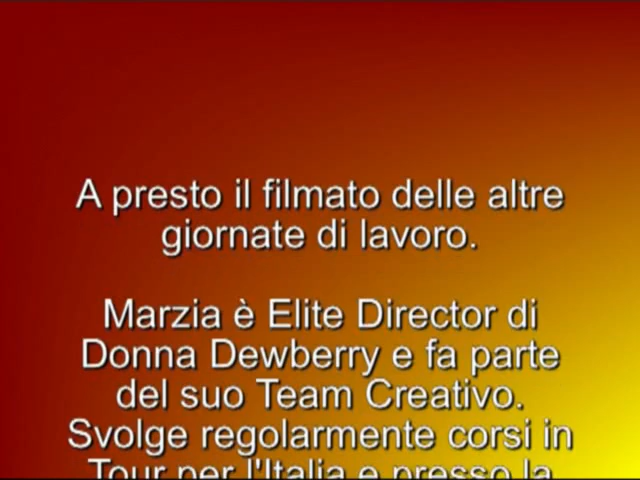 A presto il filmato delle altre
giornate di lavoro.
Marzia è Elite Director di
Donna Dewberry e fa parte
del suo Team Creativo.
Svolge regolarmente corsi in
Tour per l'Italia e presso la